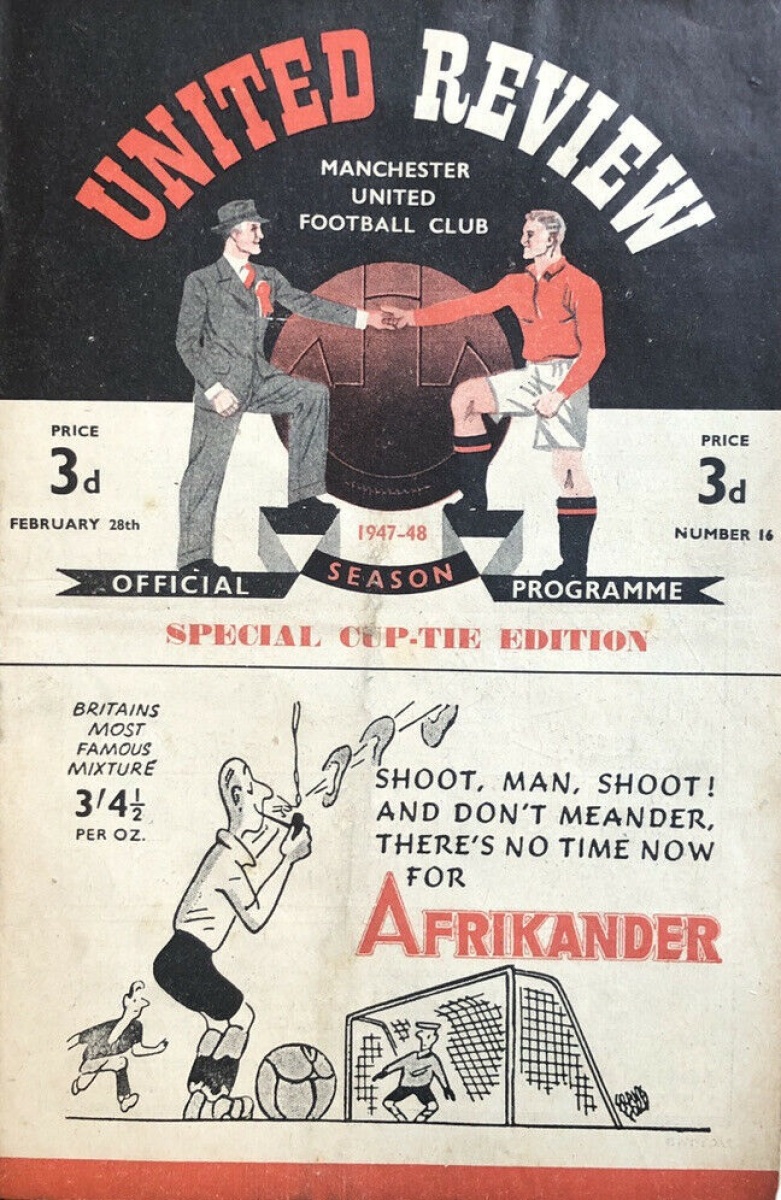 UNITED REVIEW
MANCHESTER
UNITED
FOOTBALL CLUB
PRICE
3d
FEBRUARY 28th
PRICE
3d
NUMBER 16
1947-48
OFFICIAL SEASON PROGRAMME
SPECIAL CUP-TIE EDITION
BRITAINS
MOST
FAMOUS
MIXTURE
3/4½
PER OZ.
SHOOT, MAN, SHOOT!
AND DON'T MEANDER,
THERE'S NO TIME NOW
FOR
AFRIKANDER